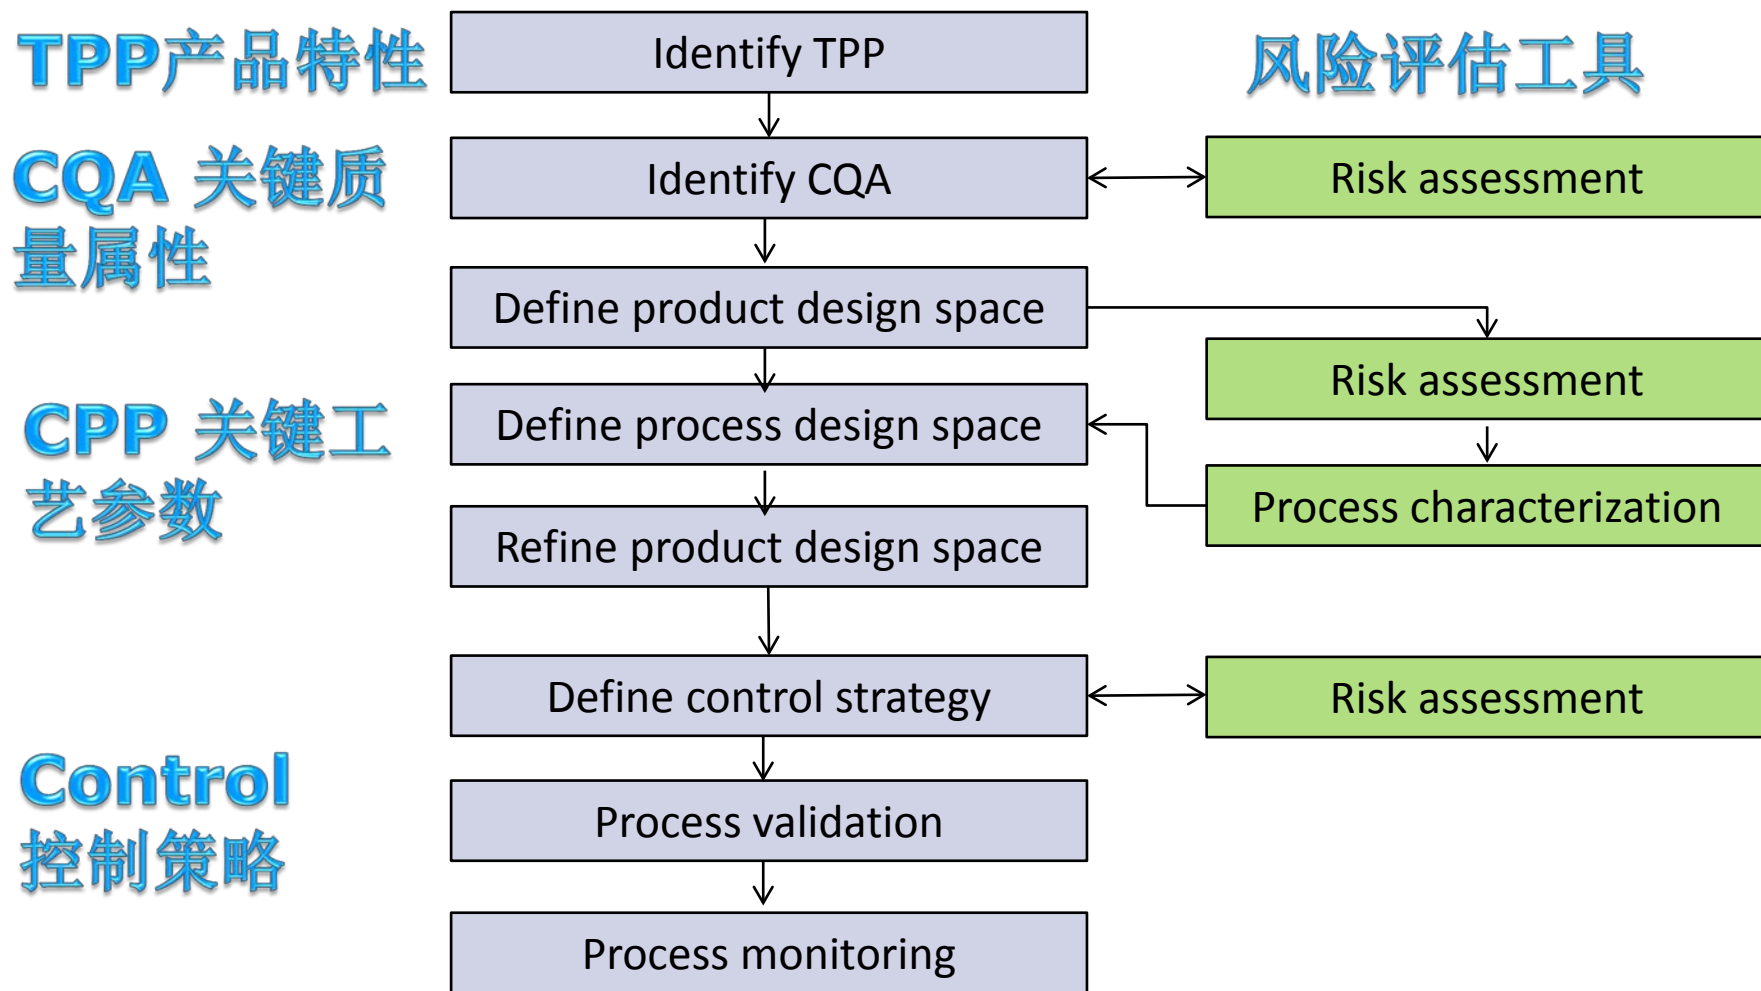 TPP产品特性
Identify TPP
风险评估工具
CQA 关键质
量属性
Identify CQA
Risk assessment
Define product design space
Risk assessment
CPP 关键工
艺参数
Define process design space
Process characterization
Refine product design space
Define control strategy
Risk assessment
Control
控制策略
Process validation
Process monitoring